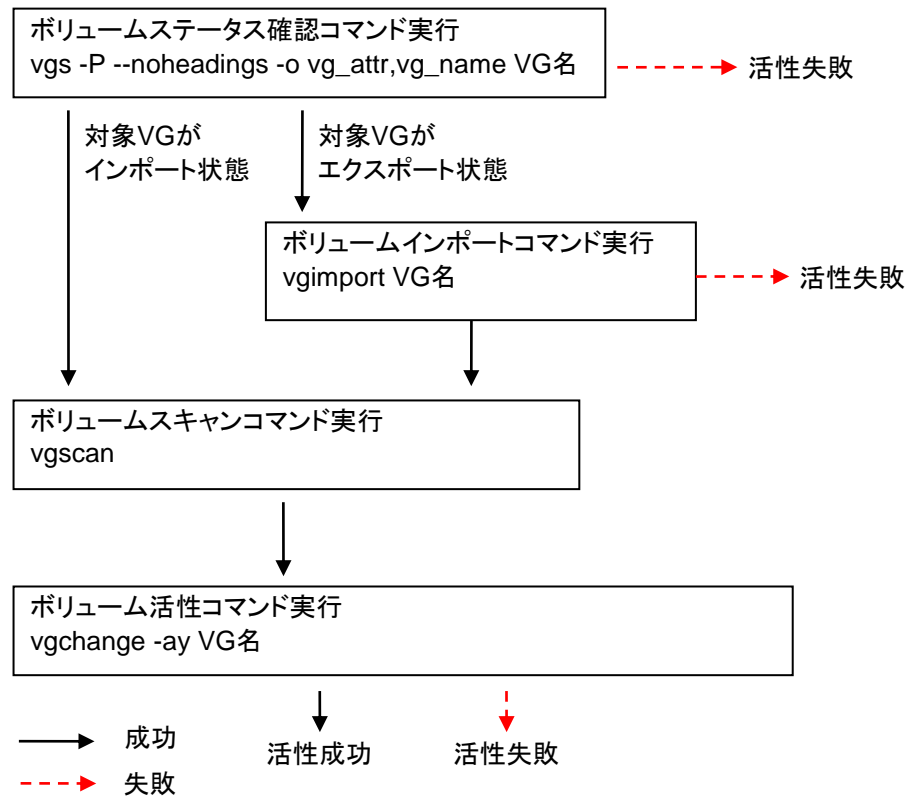 ボリュームステータス確認コマンド実行
vgs -P --noheadings -o vg_attr,vg_name VG名
活性失敗
対象VGが
インポート状態
対象VGが
エクスポート状態
ボリュームインポートコマンド実行
vgimport VG名
活性失敗
ボリュームスキャンコマンド実行
vgscan
ボリューム活性コマンド実行
vgchange -ay VG名
活性成功
活性失敗
成功
失敗